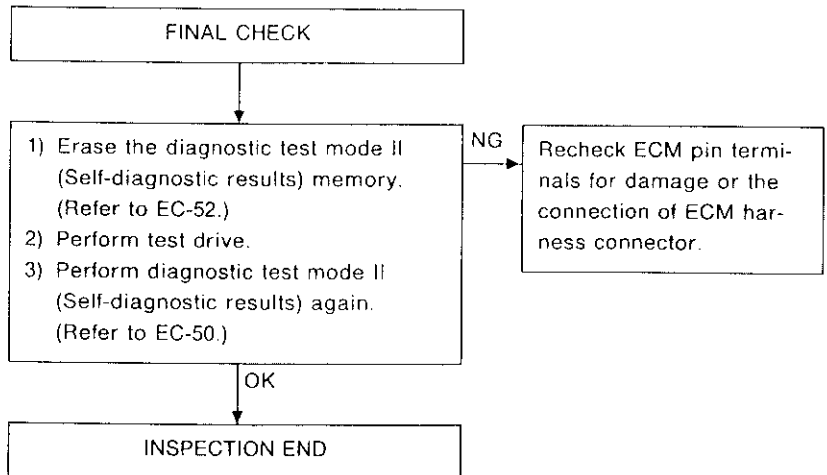 FINAL CHECK
1) Erase the diagnostic test mode II
(Self-diagnostic results) memory.
(Refer to EC-52.)
2) Perform test drive.
3) Perform diagnostic test mode II
(Self-diagnostic results) again.
(Refer to EC-50.)
NG
Recheck ECM pin termi-
nals for damage or the
connection of ECM har-
ness connector.
OK
INSPECTION END